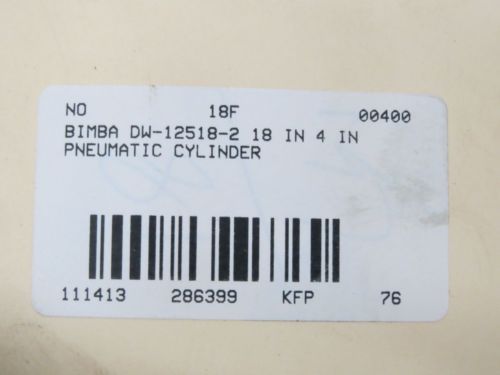 NO 18F 00400
BIMBA DW-12518-2 18 IN 4 IN
PNEUMATIC CYLINDER
111413 286399 KFP 76